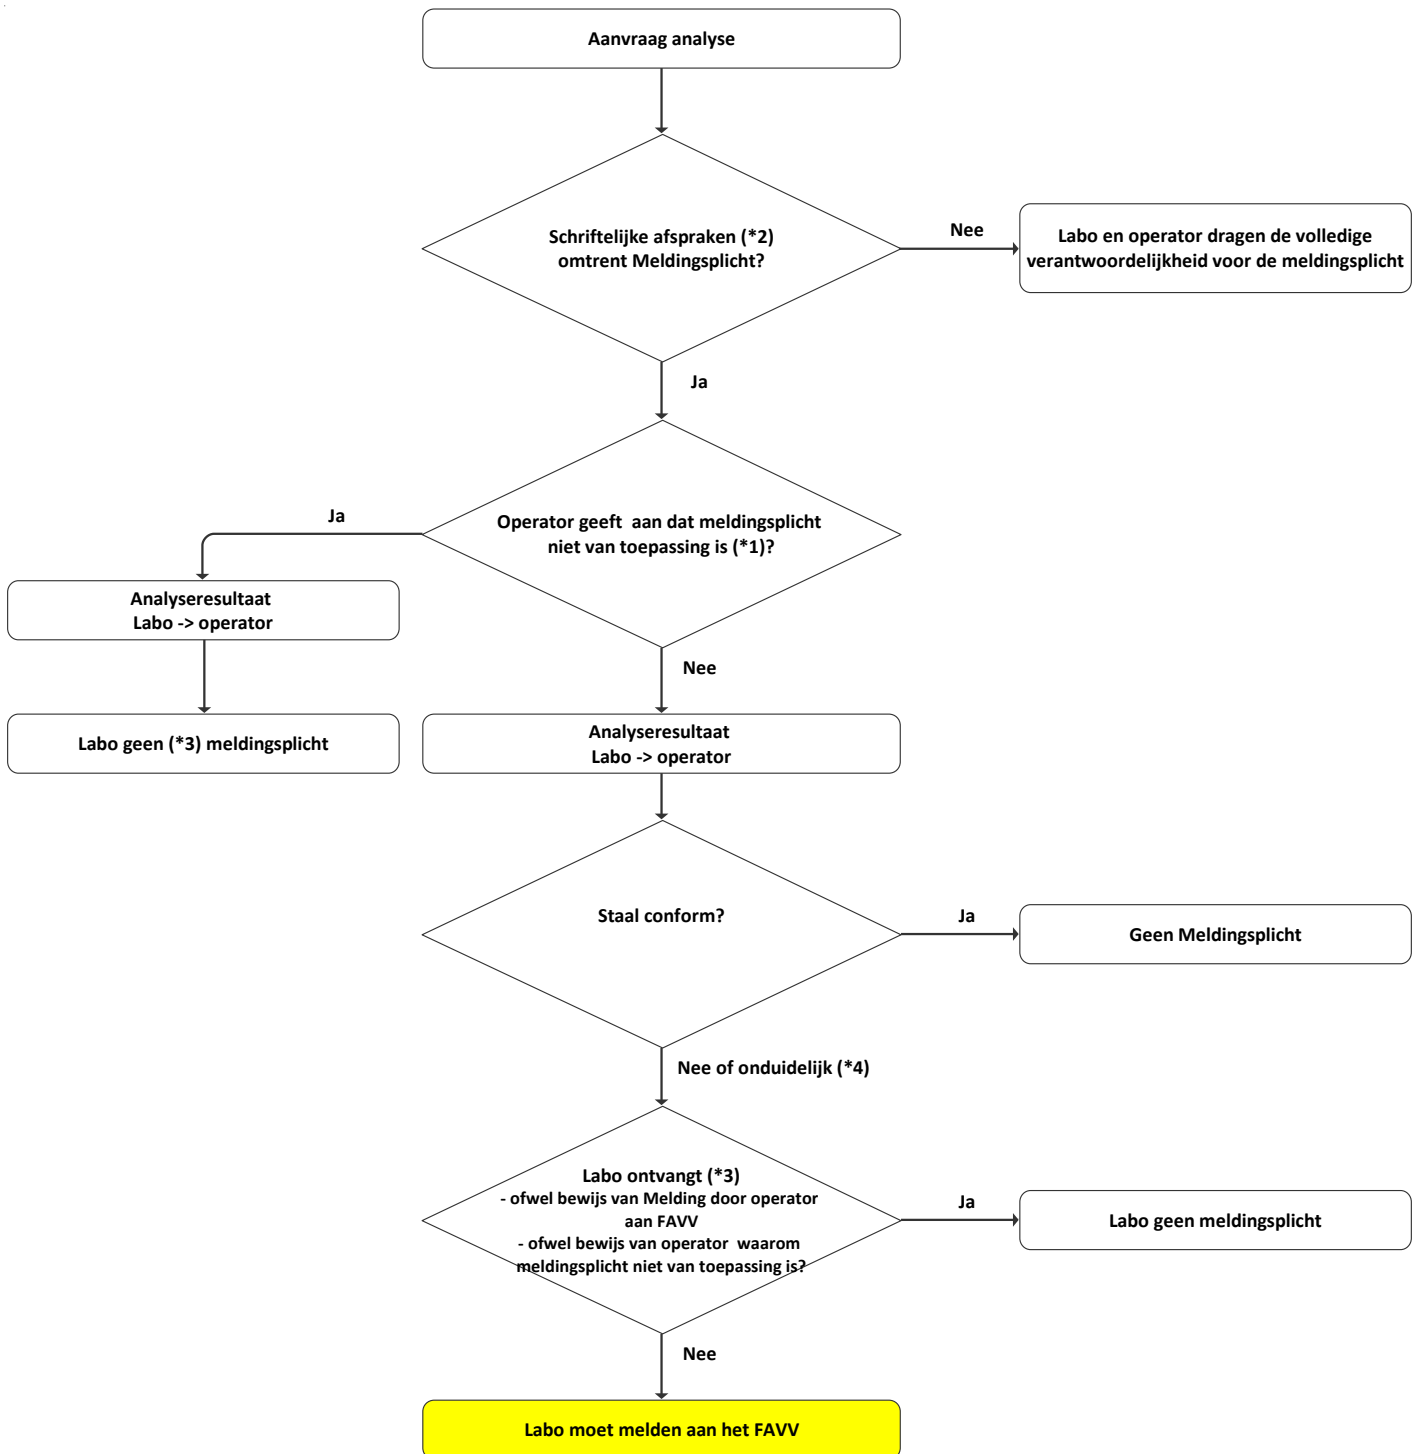 Aanvraag analyse
Schriftelijke afspraken (*2)
omtrent Meldingsplicht?
Nee
Labo en operator dragen de volledige
verantwoordelijkheid voor de meldingsplicht
Ja
Operator geeft  aan dat meldingsplicht
niet van toepassing is (*1)?
Ja
Analyseresultaat
Labo -> operator
Labo geen (*3) meldingsplicht
Nee
Analyseresultaat
Labo -> operator
Staal conform?
Ja
Geen Meldingsplicht
Nee of onduidelijk (*4)
Labo ontvangt (*3)
- ofwel bewijs van Melding door operator
aan FAVV
- ofwel bewijs van operator  waarom
meldingsplicht niet van toepassing is?
Ja
Labo geen meldingsplicht
Nee
Labo moet melden aan het FAVV